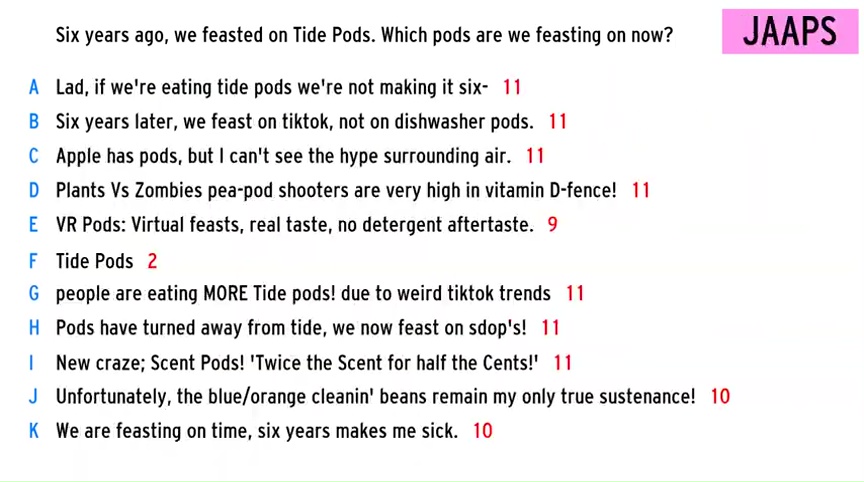 Six years ago, we feasted on Tide Pods. Which pods are we feasting on now?
JAAPS
A Lad, if we're eating tide pods we're not making it six- 11
B Six years later, we feast on tiktok, not on dishwasher pods. 11
C Apple has pods, but I can't see the hype surrounding air. 11
D Plants Vs Zombies pea-pod shooters are very high in vitamin D-fence! 11
E VR Pods: Virtual feasts, real taste, no detergent aftertaste. 9
F Tide Pods 2
G people are eating MORE Tide pods! due to weird tiktok trends 11
H Pods have turned away from tide, we now feast on sdop's! 11
I New craze; Scent Pods! 'Twice the Scent for half the Cents!' 11
J Unfortunately, the blue/orange cleanin' beans remain my only true sustenance! 10
K We are feasting on time, six years makes me sick. 10